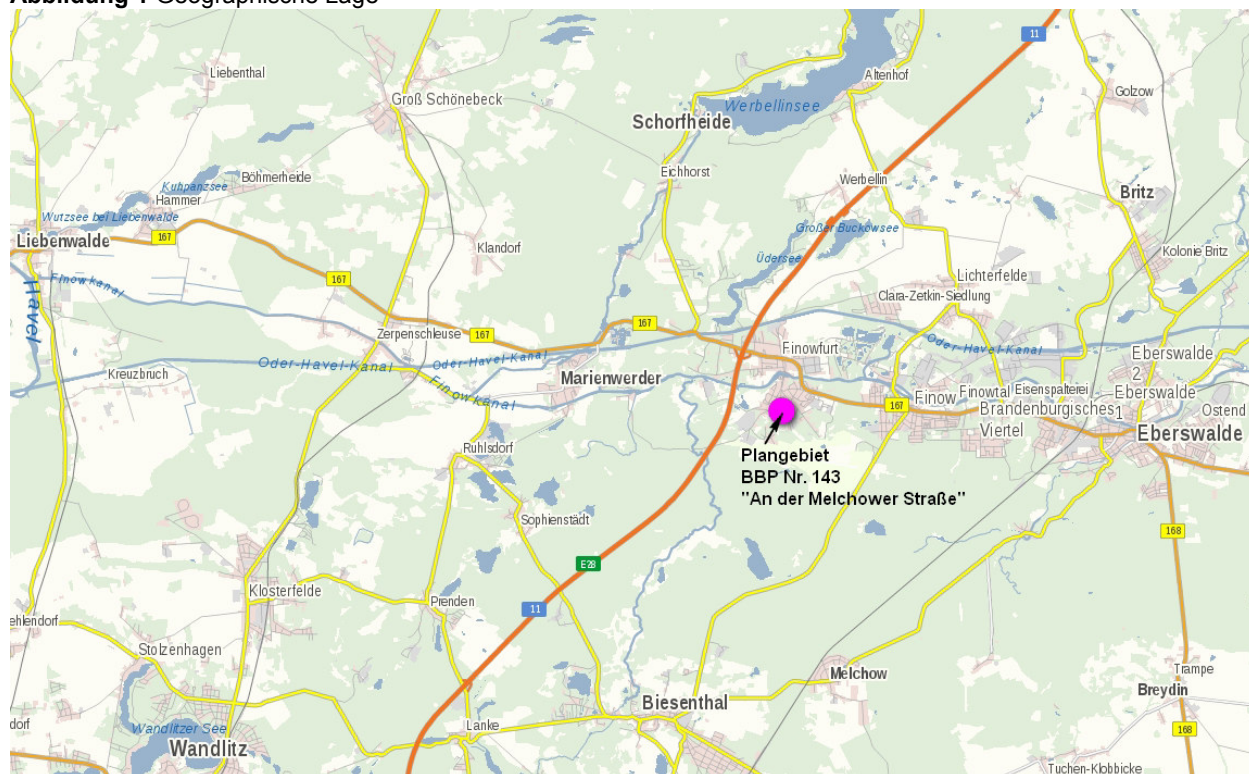 Abbildung 1 Geographische Lage
11
Liebenthal
Altenhof
Groß Schönebeck
Golzow
Werbellinsee
Schorfheide
Eichhorst
Böhmerheide
Kuhpanzsee
Hammer
Werbellin
Britz
Wutzsee bei Liebenwalde
Großer Buckowsee
Liebenwalde
167
Klandorf
Kolonie Britz
Üdersee
Finowkanal
167
Lichterfelde
Clara-Zetkin-Siedlung
Havel
167
Zerpenschleuse
167
Oder-Havel-Kanal
Finowfurt
Eberswalde
2
Oder-Havel-Kanal
Oder-Havel-Kanal
Kreuzbruch
Marienwerder
Finowkanal
Finow
Finowtal
Eisenspalterei
Eberswalde
1
167
Brandenburgisches
Viertel
Ostend
Eberswalde
Ruhlsdorf
Plangebiet
BBP Nr. 143
"An der Melchower Straße"
Sophienstädt
168
E28
Klosterfelde
Prenden
11
ehlendorf
Stolzenhagen
Melchow
Trampe
Breydin
Biesenthal
dorf
Wandlitzer See
Lanke
168
Wandlitz
Tuchen-Klobbicke